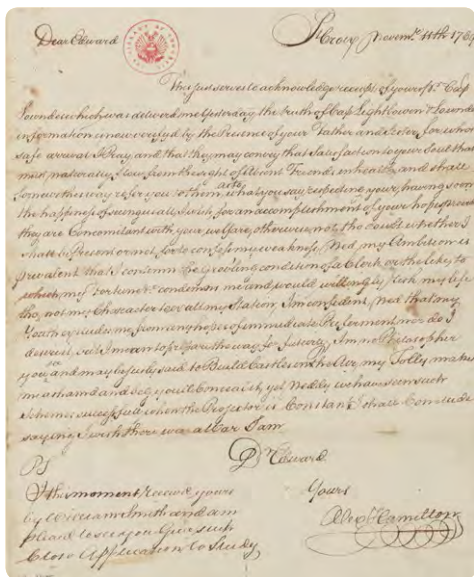 Dear Edward
St Croix Novemr. 11th 1769
This just serves to acknowledge receipt of yours pr. Capt
Lownds which was delivered me Yesterday. the truth of Capt Lightbourn & Lownds
information is now verifyd by the Presence of your Father and Sister for whose
safe arrival I Pray, and that they may convey that Satisfaction to your Soul that
must naturally flow from the sight of Absent Friends in health, and shall
for news this way refer you to them.
as to
what you say respecting your having soon
the happiness of seeing us all, I wish, for an accomplishment of your hopes provided
they are Concomitant with your welfare, otherwise not, tho doubt whether I
shall be Present or not for to confess my weakness, Ned, my Ambition is
prevalent that I contemn the grov'ling condition of a Clerk or the like, to
which my Fortune &c. condemns me and would willingly risk my life
tho' not my Character to exalt my Station. Im confident, Ned that my
Youth excludes me from any hopes of immediate Preferment nor do I
desire it, but I mean to prepare the way for futurity. Im no Philosopher
you see and may be jusly said to Build Castles in the Air. my Folly makes
me ashamd and beg youll Conceal it, yet Neddy we have seen such
Schemes successfull when the Projector is Constant I shall Conclude
saying I wish there was a War. I am
Dr Edward
Yours
Alexr Hamilton
PS
I this moment receivd yours
by William Smith and am
pleasd to see you Give such
Close Application to Study